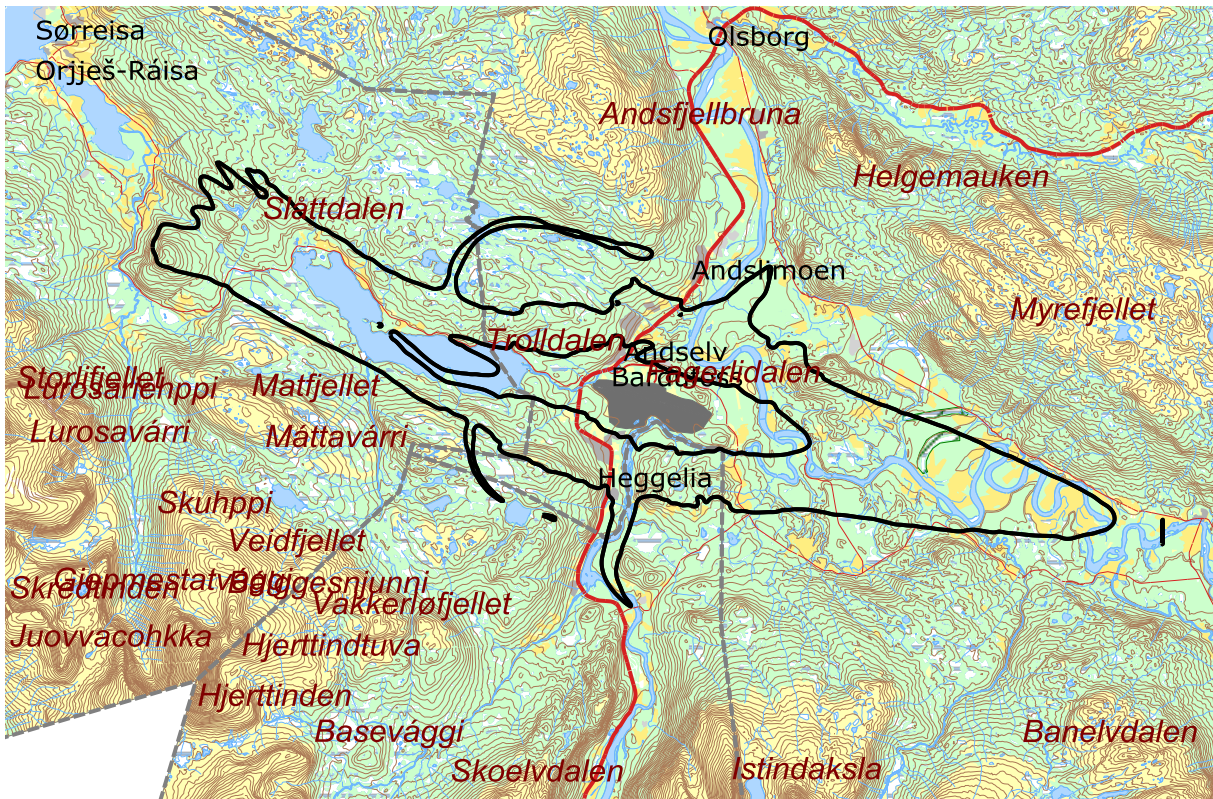 Sørreisa
Olsborg
Orjješ-Ráisa
Andsfjellbruna
Helgemauken
Slåttdalen
Andslimoen
Myrefjellet
Trolldalen
Andselv
Fagerlidalen
Bardufoss
Storlifjellet
Matfjellet
Lurosavárri
Máttavárri
Heggelia
Skuhppi
Veidfjellet
Skredtinden
Vakkerløfjellet
Juovvacohkka
Hjerttindtuva
Hjerttinden
Basevággi
Banelvdalen
Skoelvdalen
Istindaksla